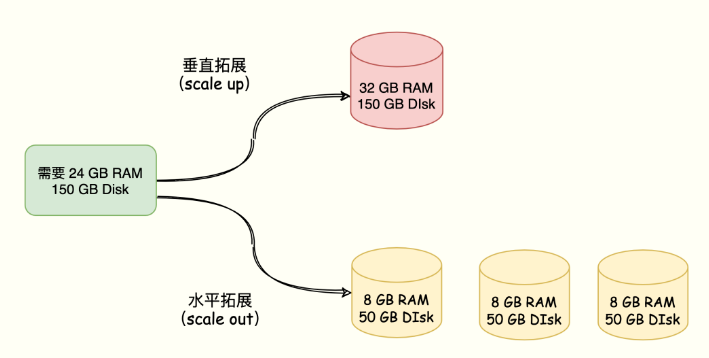 垂直拓展
(scale up)
32 GB RAM
150 GB DIsk
需要 24 GB RAM
150 GB Disk
水平拓展
(scale out)
8 GB RAM
50 GB DIsk
8 GB RAM
50 GB DIsk
8 GB RAM
50 GB DIsk